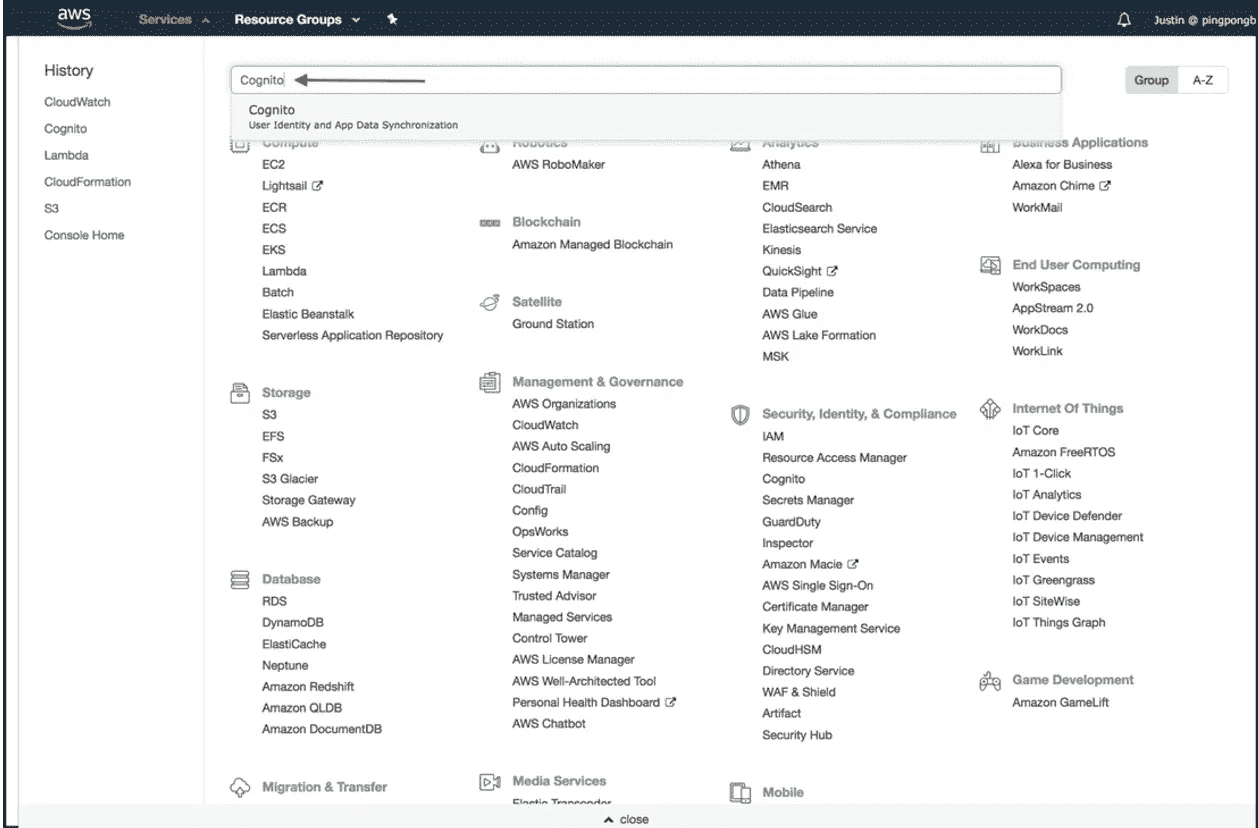 aws
Services
Resource Groups
Justin @ pingpongb
History
CloudWatch
Cognito
Lambda
CloudFormation
S3
Console Home
Cognito
Group
A-Z
Cognito
User Identity and App Data Synchronization
Compute
EC2
Lightsail
ECR
ECS
EKS
Lambda
Batch
Elastic Beanstalk
Serverless Application Repository
Storage
S3
EFS
FSx
S3 Glacier
Storage Gateway
AWS Backup
Database
RDS
DynamoDB
ElastiCache
Neptune
Amazon Redshift
Amazon QLDB
Amazon DocumentDB
Migration & Transfer
Robotics
AWS RoboMaker
Blockchain
Amazon Managed Blockchain
Satellite
Ground Station
Management & Governance
AWS Organizations
CloudWatch
AWS Auto Scaling
CloudFormation
CloudTrail
Config
OpsWorks
Service Catalog
Systems Manager
Trusted Advisor
Managed Services
Control Tower
AWS License Manager
AWS Well-Architected Tool
Personal Health Dashboard
AWS Chatbot
Media Services
Elastic Transcoder
Analytics
Athena
EMR
CloudSearch
Elasticsearch Service
Kinesis
QuickSight
Data Pipeline
AWS Glue
AWS Lake Formation
MSK
Security, Identity, & Compliance
IAM
Resource Access Manager
Cognito
Secrets Manager
GuardDuty
Inspector
Amazon Macie
AWS Single Sign-On
Certificate Manager
Key Management Service
CloudHSM
Directory Service
WAF & Shield
Artifact
Security Hub
Mobile
Business Applications
Alexa for Business
Amazon Chime
WorkMail
End User Computing
WorkSpaces
AppStream 2.0
WorkDocs
WorkLink
Internet Of Things
IoT Core
Amazon FreeRTOS
IoT 1-Click
IoT Analytics
IoT Device Defender
IoT Device Management
IoT Events
IoT Greengrass
IoT SiteWise
IoT Things Graph
Game Development
Amazon GameLift
close